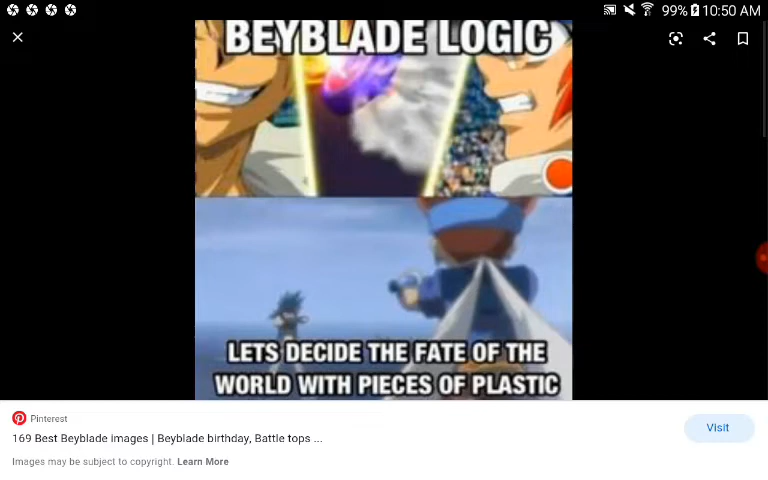 99% 10:50 AM
BEYBLADE LOGIC
LETS DECIDE THE FATE OF THE
WORLD WITH PIECES OF PLASTIC
Pinterest
169 Best Beyblade images | Beyblade birthday, Battle tops ...
Visit
Images may be subject to copyright. Learn More